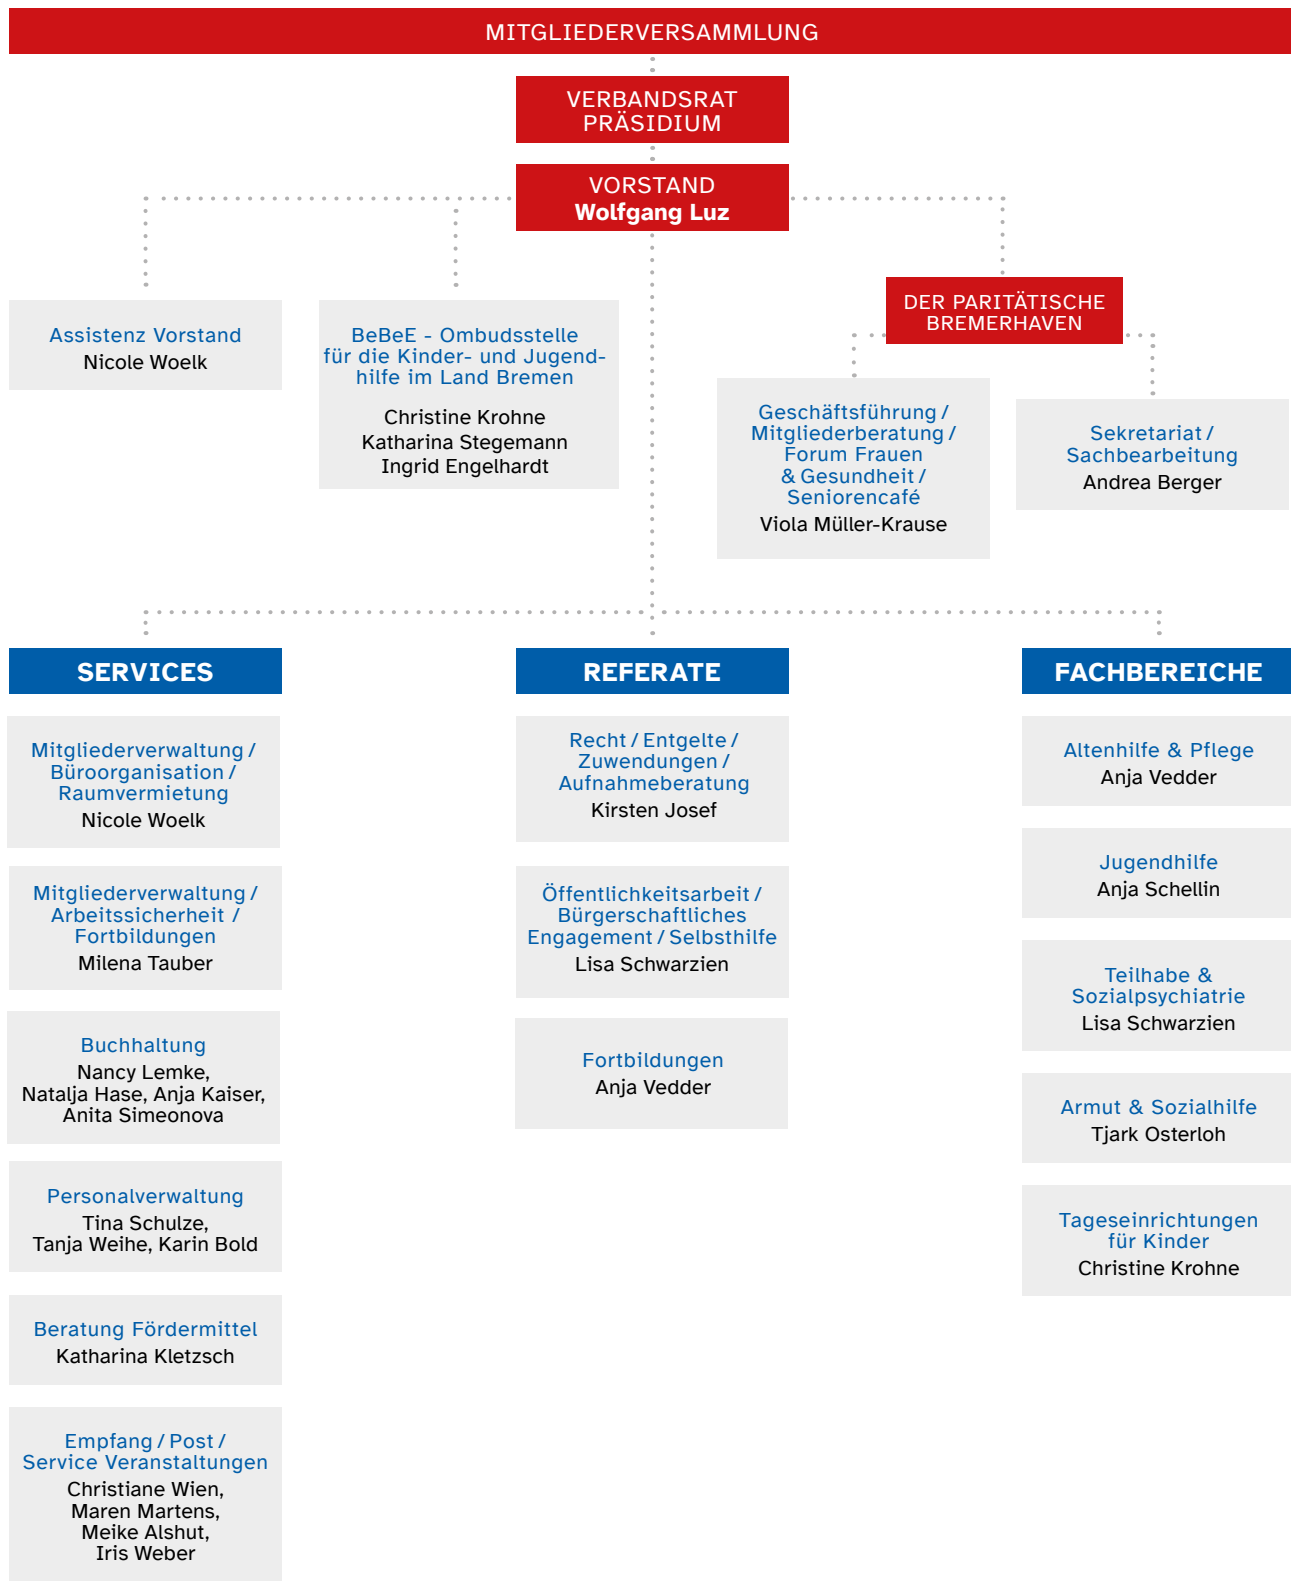 MITGLIEDERVERSAMMLUNG
VERBANDSRAT
PRÄSIDIUM
VORSTAND
Wolfgang Luz
Assistenz Vorstand
Nicole Woelk
BeBeE - Ombudsstelle
für die Kinder- und Jugend-
hilfe im Land Bremen
Christine Krohne
Katharina Stegemann
Ingrid Engelhardt
DER PARITÄTISCHE
BREMERHAVEN
Geschäftsführung /
Mitgliederberatung /
Forum Frauen
& Gesundheit /
Seniorencafé
Viola Müller-Krause
Sekretariat /
Sachbearbeitung
Andrea Berger
SERVICES
Mitgliederverwaltung /
Büroorganisation /
Raumvermietung
Nicole Woelk
Mitgliederverwaltung /
Arbeitssicherheit /
Fortbildungen
Milena Tauber
Buchhaltung
Nancy Lemke,
Natalja Hase, Anja Kaiser,
Anita Simeonova
Personalverwaltung
Tina Schulze,
Tanja Weihe, Karin Bold
Beratung Fördermittel
Katharina Kletzsch
Empfang / Post /
Service Veranstaltungen
Christiane Wien,
Maren Martens,
Meike Alshut,
Iris Weber
REFERATE
Recht / Entgelte /
Zuwendungen /
Aufnahmeberatung
Kirsten Josef
Öffentlichkeitsarbeit /
Bürgerschaftliches
Engagement / Selbsthilfe
Lisa Schwarzien
Fortbildungen
Anja Vedder
FACHBEREICHE
Altenhilfe & Pflege
Anja Vedder
Jugendhilfe
Anja Schellin
Teilhabe &
Sozialpsychiatrie
Lisa Schwarzien
Armut & Sozialhilfe
Tjark Osterloh
Tageseinrichtungen
für Kinder
Christine Krohne